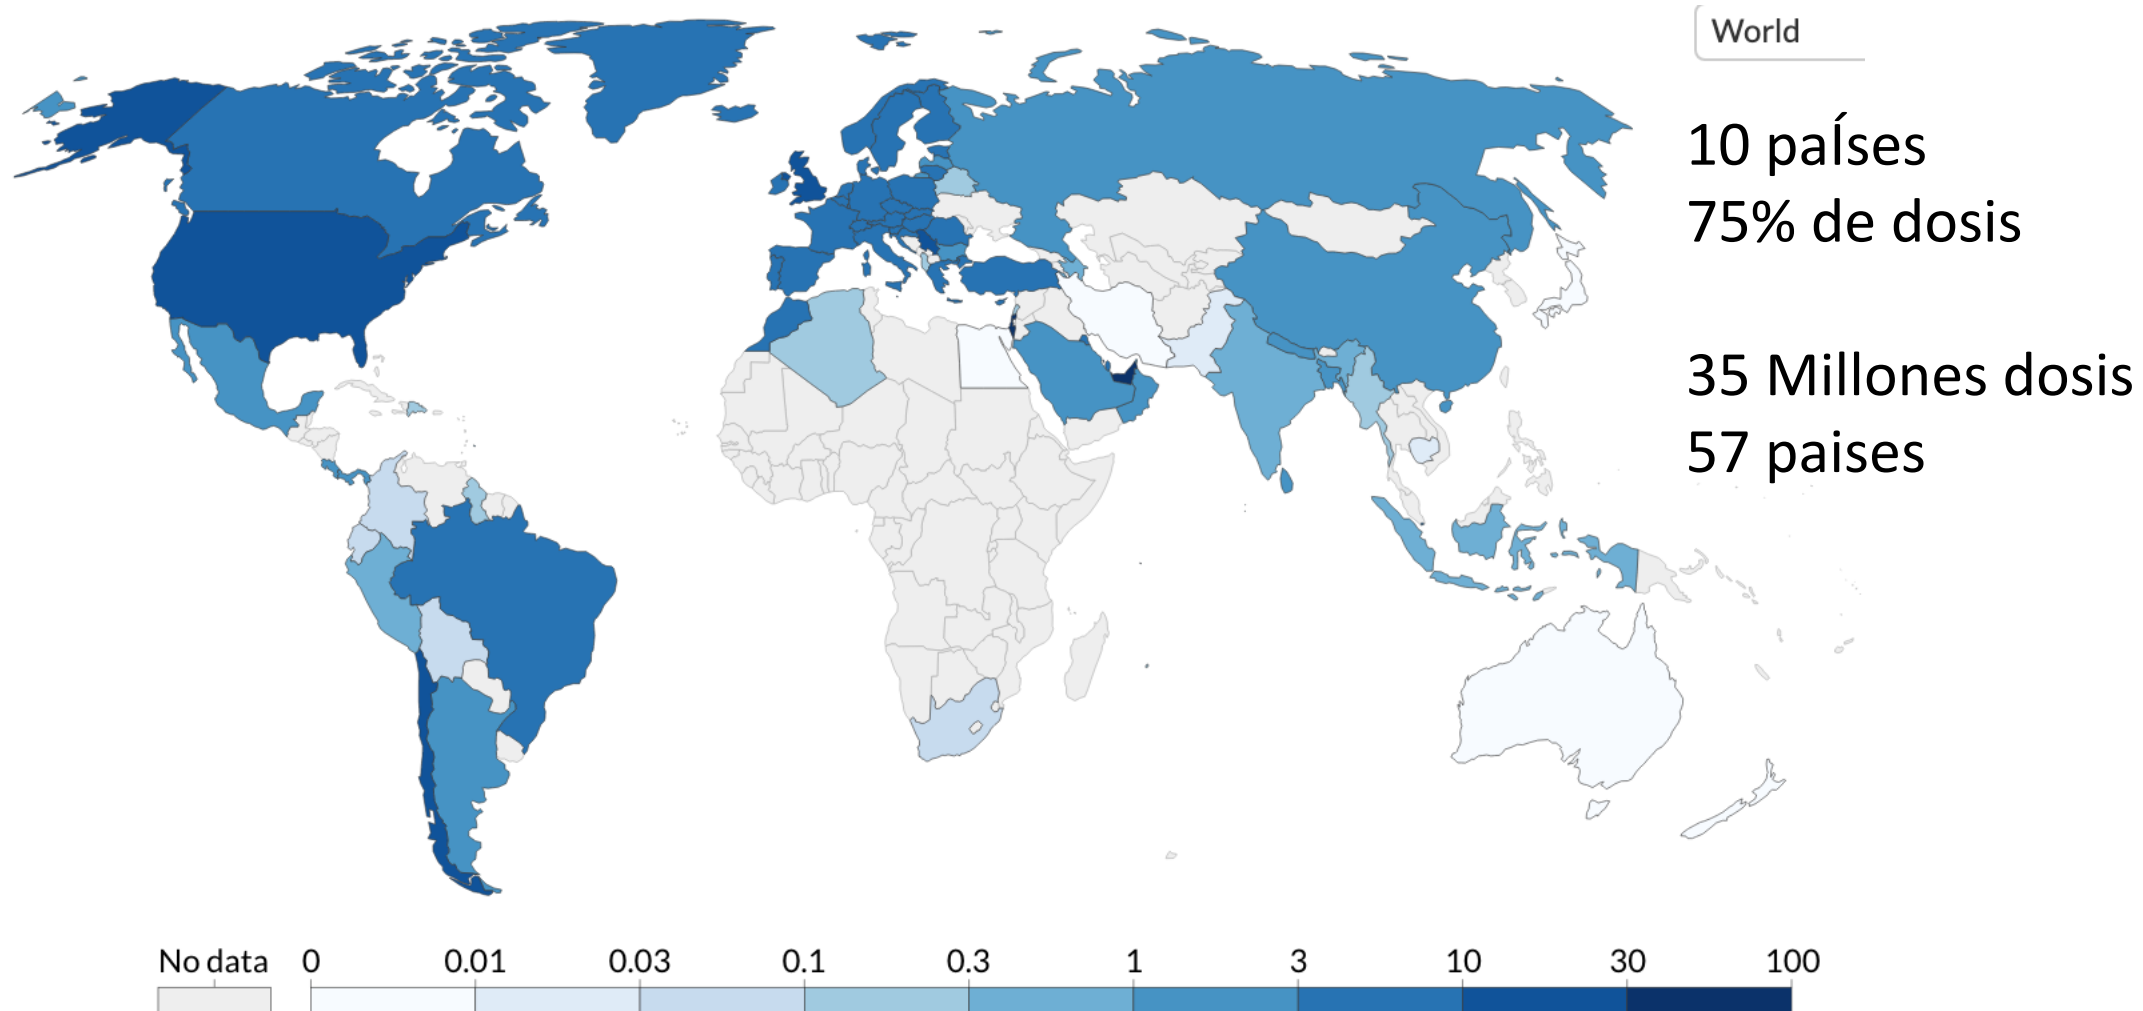 World
10 paÍses
75% de dosis
35 Millones dosis
57 paises
No data 0 0.01 0.03 0.1 0.3 1 3 10 30 100